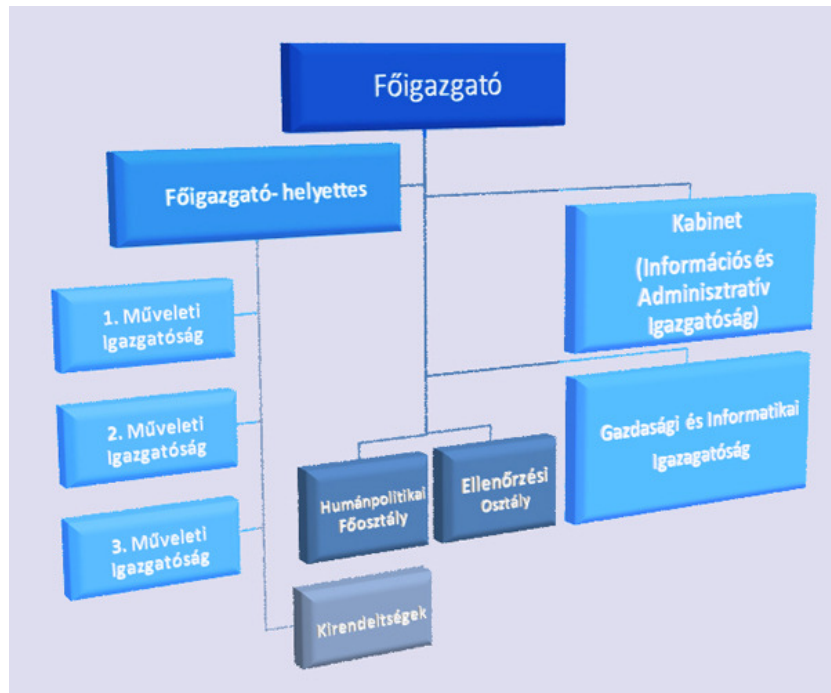 Főigazgató
Főigazgató- helyettes
Kabinet
(Információs és
Adminisztratív
Igazgatóság)
1. Műveleti
Igazgatóság
2. Műveleti
Igazgatóság
3. Műveleti
Igazgatóság
Gazdasági és Informatikai
Igazagatóság
Humánpolitikai
Főosztály
Ellenőrzési
Osztály
Kirendeltségek